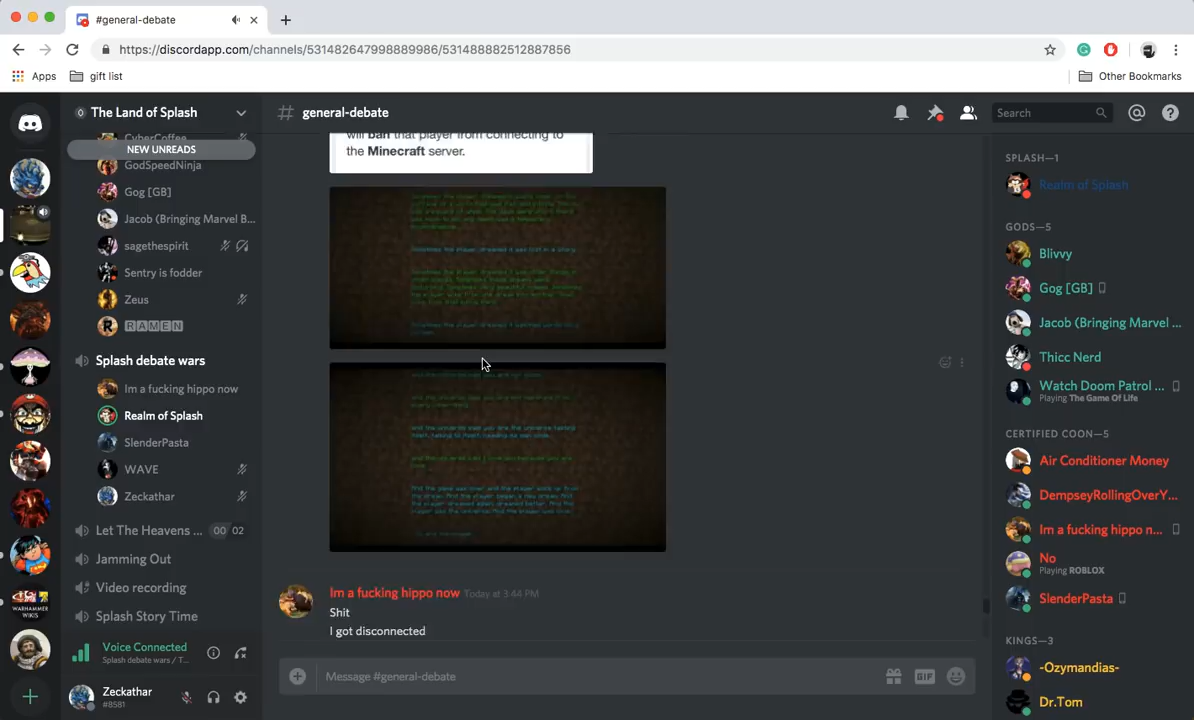 #general-debate
https://discordapp.com/channels/531482647998889986/531488882512887856
Apps
gift list
Other Bookmarks
The Land of Splash
CyberCoffee
NEW UNREADS
GodSpeedNinja
Gog [GB]
Jacob (Bringing Marvel B...
sagethespirit
Sentry is fodder
Zeus
R
RAMEN
Splash debate wars
Im a fucking hippo now
Realm of Splash
SlenderPasta
WAVE
Zeckathar
Let The Heavens ...
00 02
Jamming Out
Video recording
Splash Story Time
Voice Connected
Splash debate wars / T...
Zeckathar
#8581
WARHAMMER
WIKIS
# general-debate
Search
will ban that player from connecting to
the Minecraft server.
Im a fucking hippo now Today at 3:44 PM
Shit
I got disconnected
Message #general-debate
GIF
SPLASH—1
Realm of Splash
GODS—5
Blivvy
Gog [GB]
Jacob (Bringing Marvel ...
Thicc Nerd
Watch Doom Patrol ...
Playing The Game Of Life
CERTIFIED COON—5
Air Conditioner Money
DempseyRollingOverY...
Im a fucking hippo n...
No
Playing ROBLOX
SlenderPasta
KINGS—3
-Ozymandias-
Dr.Tom